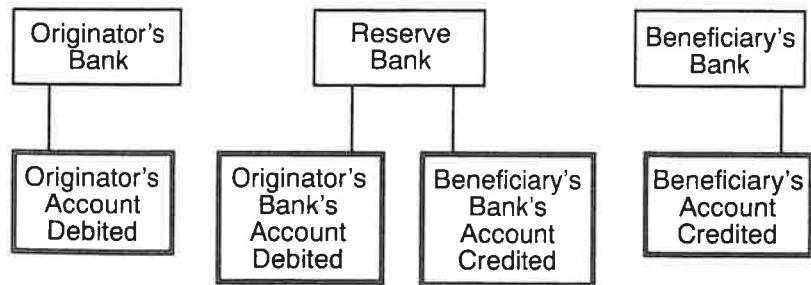 Originator's
Bank
Reserve
Bank
Beneficiary's
Bank
Originator's
Account
Debited
Originator's
Bank's
Account
Debited
Beneficiary's
Bank's
Account
Credited
Beneficiary's
Account
Credited